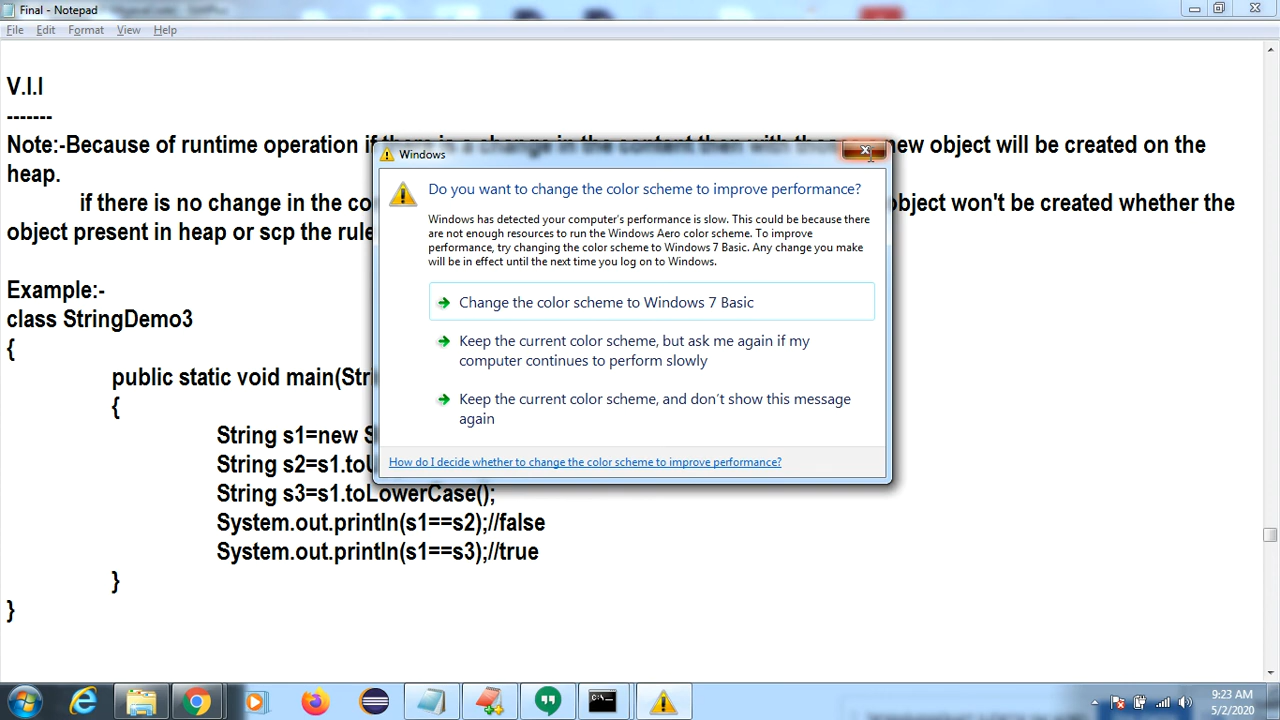 Final - Notepad
File Edit Format View Help
V.I.I
-------
Note:-Because of runtime operation if there is a change in the content then with those new object will be created on the
heap.
if there is no change in the object won't be created whether the
object present in heap or scp the rule
Example:-
class StringDemo3
{
public static void main(
{
String s1=new
String s2=s1.
String s3=s1.toLowerCase();
System.out.println(s1==s2);//false
System.out.println(s1==s3);//true
}
}
Windows
Do you want to change the color scheme to improve performance?
Windows has detected your computer's performance is slow. This could be because there
are not enough resources to run the Windows Aero color scheme. To improve
performance, try changing the color scheme to Windows 7 Basic. Any change you make
will be in effect until the next time you log on to Windows.
Change the color scheme to Windows 7 Basic
Keep the current color scheme, but ask me again if my
computer continues to perform slowly
Keep the current color scheme, and don't show this message
again
How do I decide whether to change the color scheme to improve performance?
9:23 AM
5/2/2020